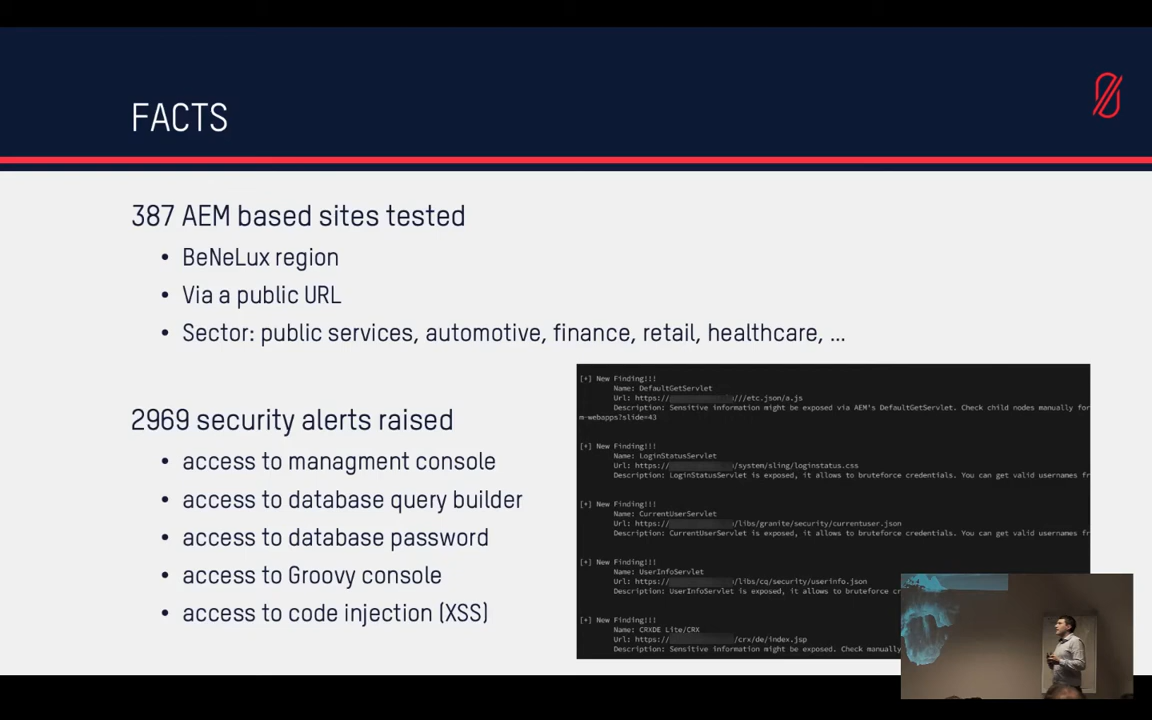 FACTS
387 AEM based sites tested
• BeNeLux region
• Via a public URL
• Sector: public services, automotive, finance, retail, healthcare, ...
2969 security alerts raised
• access to managment console
• access to database query builder
• access to database password
• access to Groovy console
• access to code injection (XSS)
[+] New Finding!!!
Name: DefaultGetServlet
Url: https:// ///etc.json/a.js
Description: Sensitive information might be exposed via AEM's DefaultGetServlet. Check child nodes manually for
m-webapps?slide=43
[+] New Finding!!!
Name: LoginStatusServlet
Url: https:// /system/sling/loginstatus.css
Description: LoginStatusServlet is exposed, it allows to bruteforce credentials. You can get valid usernames fr
[+] New Finding!!!
Name: CurrentUserServlet
Url: https:// /libs/granite/security/currentuser.json
Description: CurrentUserServlet is exposed, it allows to bruteforce credentials. You can get valid usernames fr
[+] New Finding!!!
Name: UserInfoServlet
Url: https:// /libs/cq/security/userinfo.json
Description: UserInfoServlet is exposed, it allows to bruteforce c
[+] New Finding!!!
Name: CRXDE Lite/CRX
Url: https:// /crx/de/index.jsp
Description: Sensitive information might be exposed. Check manually